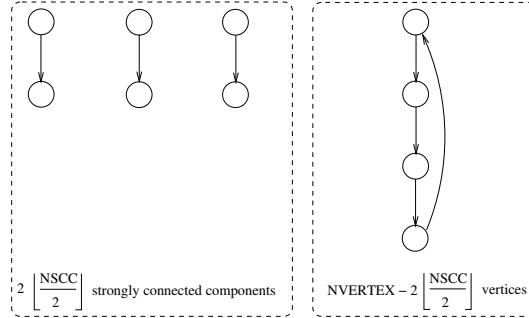 2 ⌊NSCC/2⌋ strongly connected components
NVERTEX − 2 ⌊NSCC/2⌋ vertices